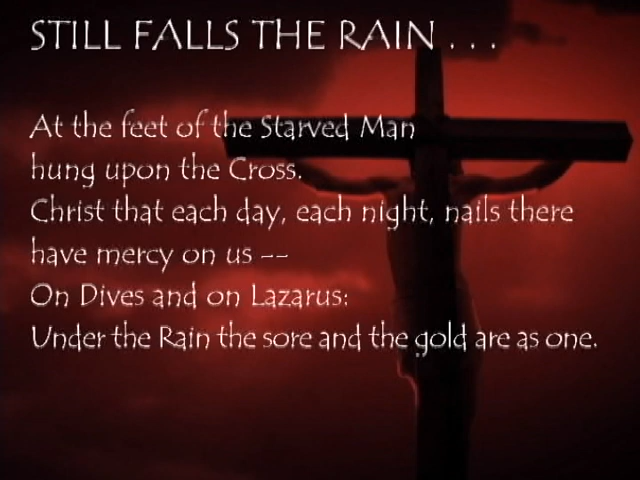 STILL FALLS THE RAIN . . .
At the feet of the Starved Man
hung upon the Cross.
Christ that each day, each night, nails there
have mercy on us --
On Dives and on Lazarus:
Under the Rain the sore and the gold are as one.